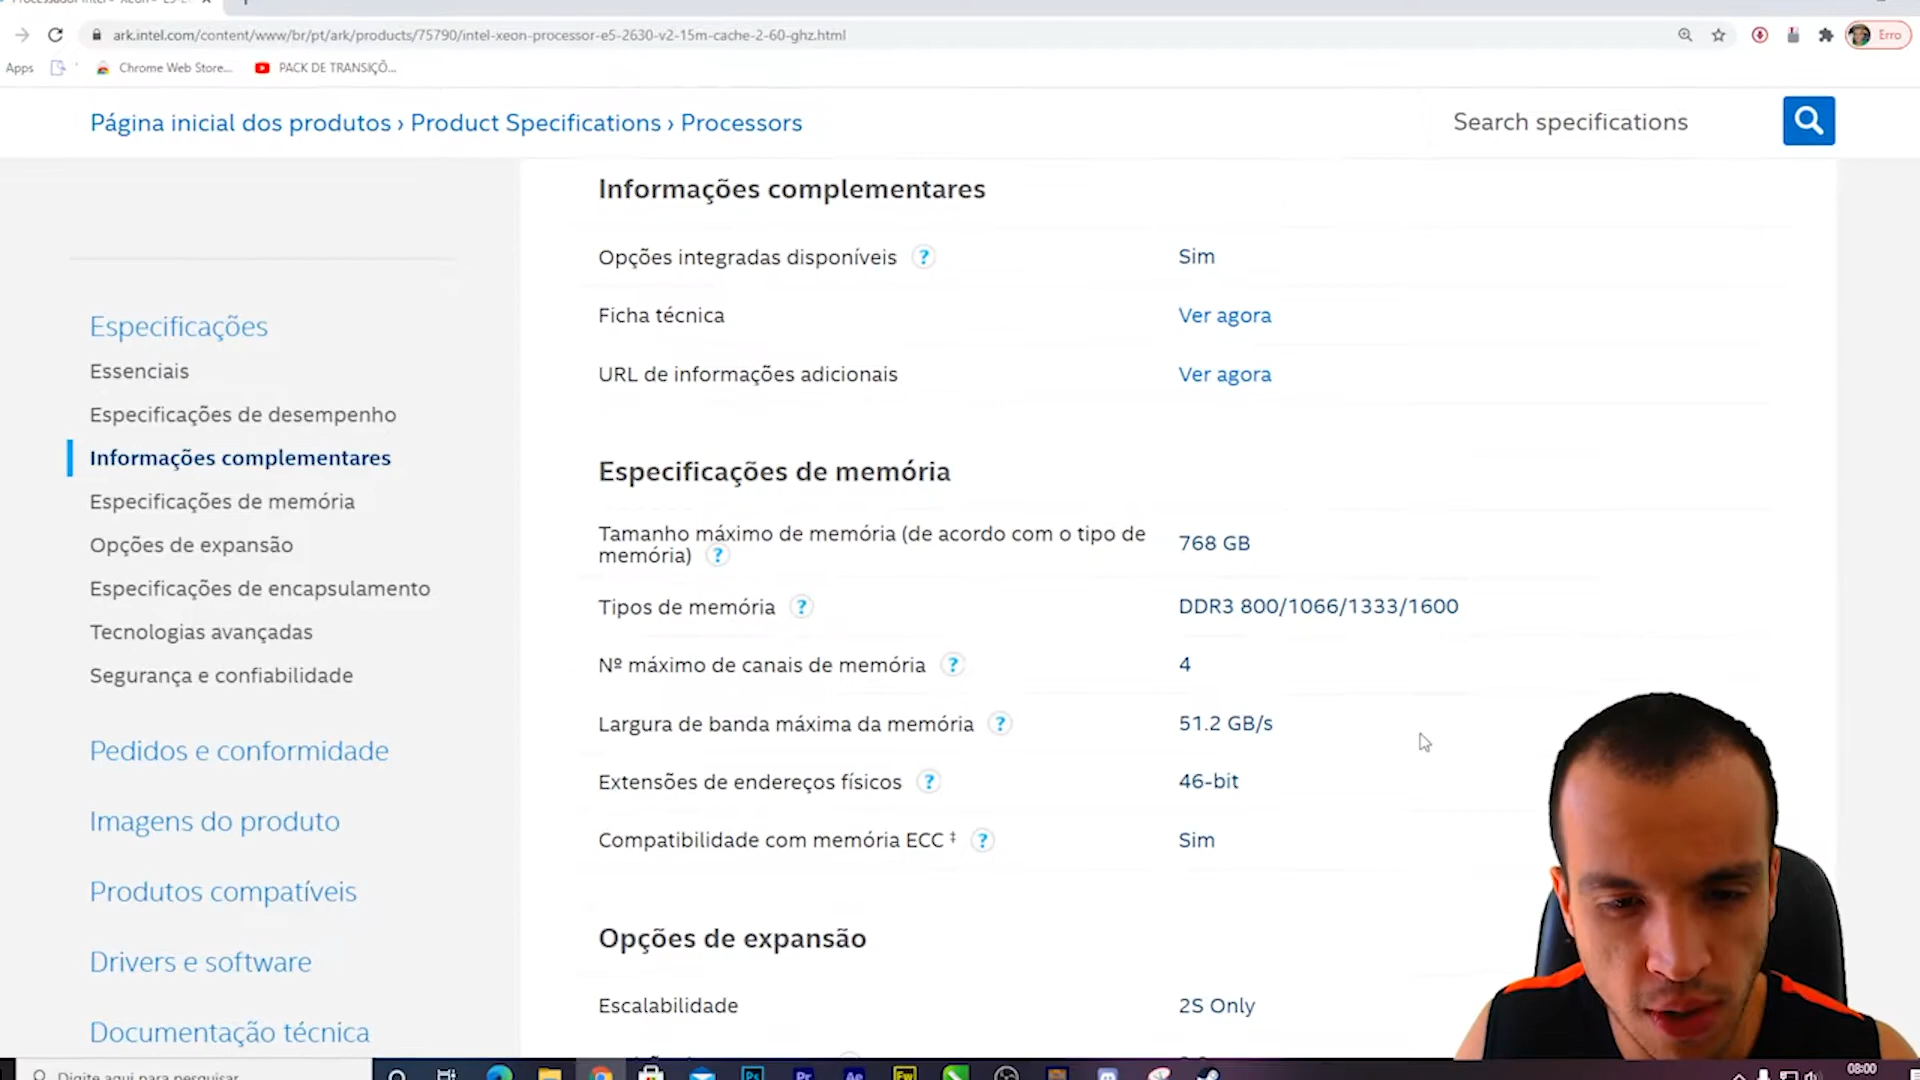 ark.intel.com/content/www/br/pt/ark/products/75790/intel-xeon-processor-e5-2630-v2-15m-cache-2-60-ghz.html
Erro
Apps
Chrome Web Store...
PACK DE TRANSIÇÕ...
Página inicial dos produtos › Product Specifications › Processors
Search specifications
Informações complementares
Opções integradas disponíveis ? Sim
Ficha técnica Ver agora
URL de informações adicionais Ver agora
Especificações
Essenciais
Especificações de desempenho
Informações complementares
Especificações de memória
Opções de expansão
Especificações de encapsulamento
Tecnologias avançadas
Segurança e confiabilidade
Pedidos e conformidade
Imagens do produto
Produtos compatíveis
Drivers e software
Documentação técnica
Especificações de memória
Tamanho máximo de memória (de acordo com o tipo de
memória) ? 768 GB
Tipos de memória ? DDR3 800/1066/1333/1600
Nº máximo de canais de memória ? 4
Largura de banda máxima da memória ? 51.2 GB/s
Extensões de endereços físicos ? 46-bit
Compatibilidade com memória ECC ‡ ? Sim
Opções de expansão
Escalabilidade 2S Only
Digite aqui para pesquisar
Ps
Pr
Ae
Fw
08:00